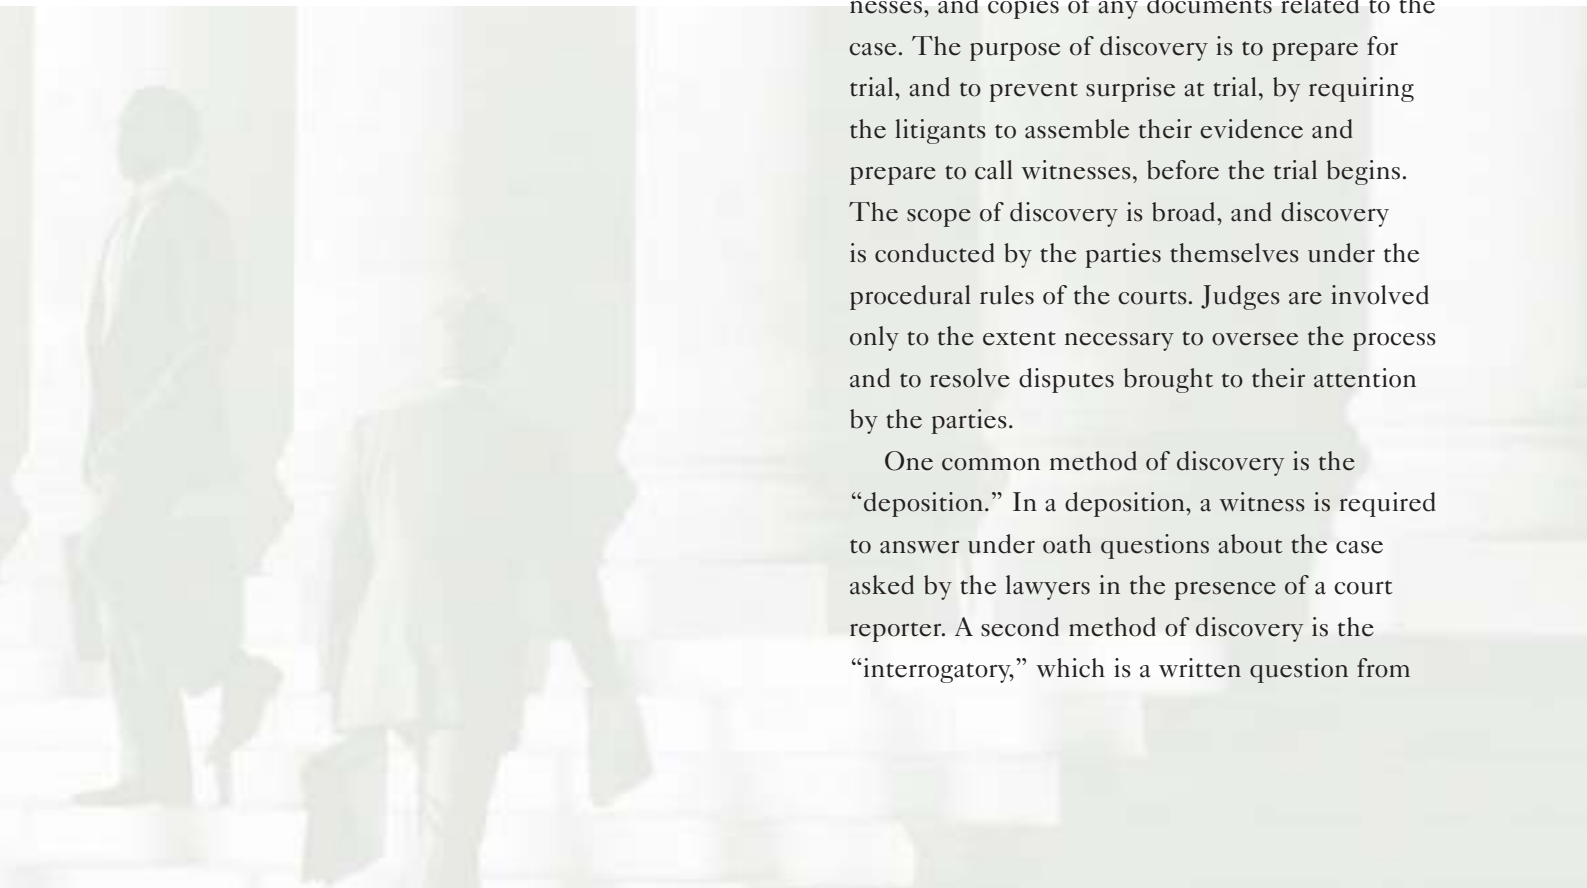 nesses, and copies of any documents related to the
case. The purpose of discovery is to prepare for
trial, and to prevent surprise at trial, by requiring
the litigants to assemble their evidence and
prepare to call witnesses, before the trial begins.
The scope of discovery is broad, and discovery
is conducted by the parties themselves under the
procedural rules of the courts. Judges are involved
only to the extent necessary to oversee the process
and to resolve disputes brought to their attention
by the parties.
One common method of discovery is the
“deposition.” In a deposition, a witness is required
to answer under oath questions about the case
asked by the lawyers in the presence of a court
reporter. A second method of discovery is the
“interrogatory,” which is a written question from